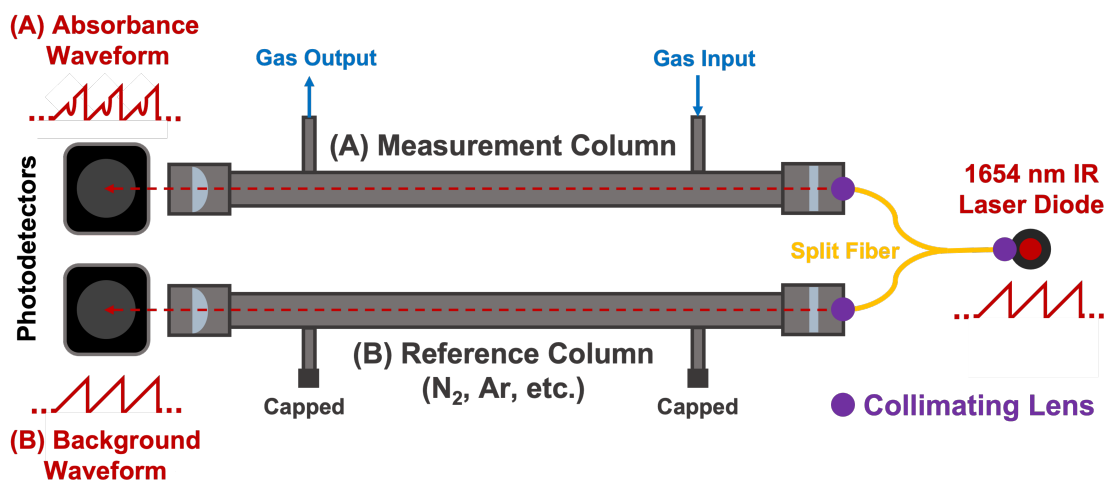 (A) Absorbance
Waveform
Gas Output
Gas Input
(A) Measurement Column
Photodetectors
1654 nm IR
Laser Diode
Split Fiber
(B) Reference Column
(N₂, Ar, etc.)
Capped
Capped
Collimating Lens
(B) Background
Waveform